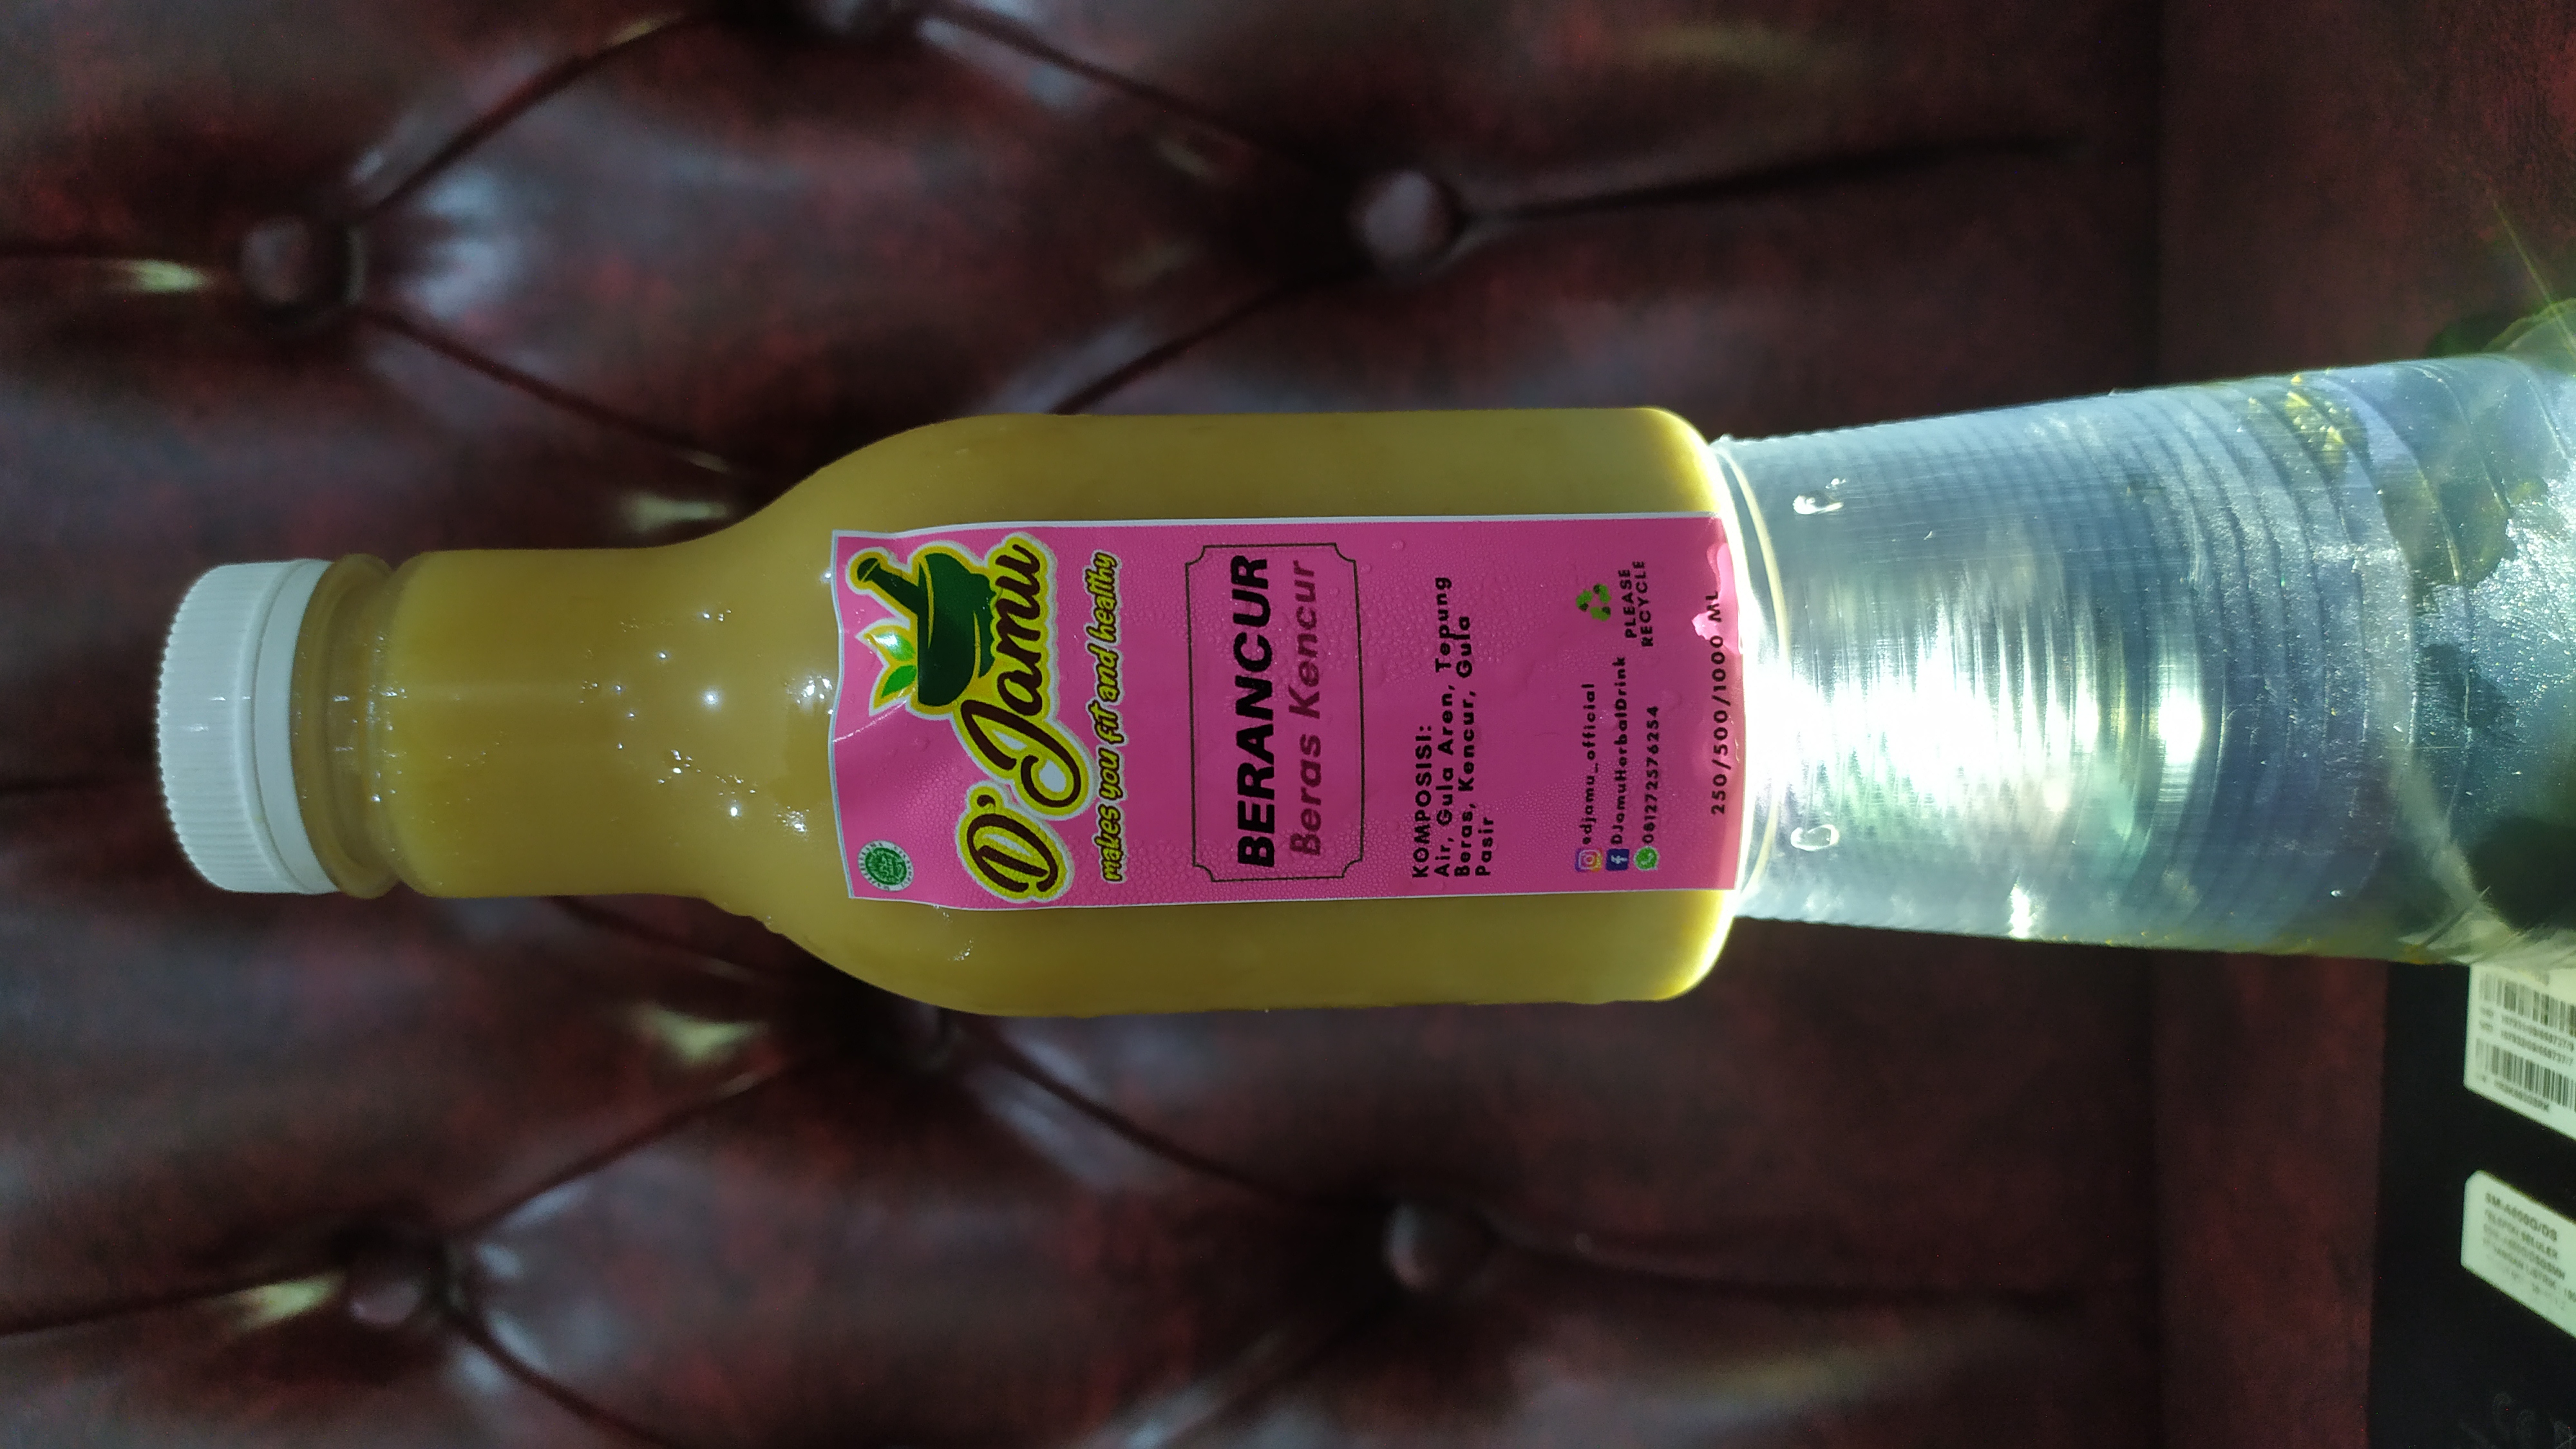 D'Jamu
makes you fit and healthy
BERANCUR
Beras Kencur
KOMPOSISI:
Air, Gula Aren, Tepung
Beras, Kencur, Gula
Pasir
@djamu_official
DJamuHerbalDrink
081272576254
PLEASE
RECYCLE
250/500/1000 ML